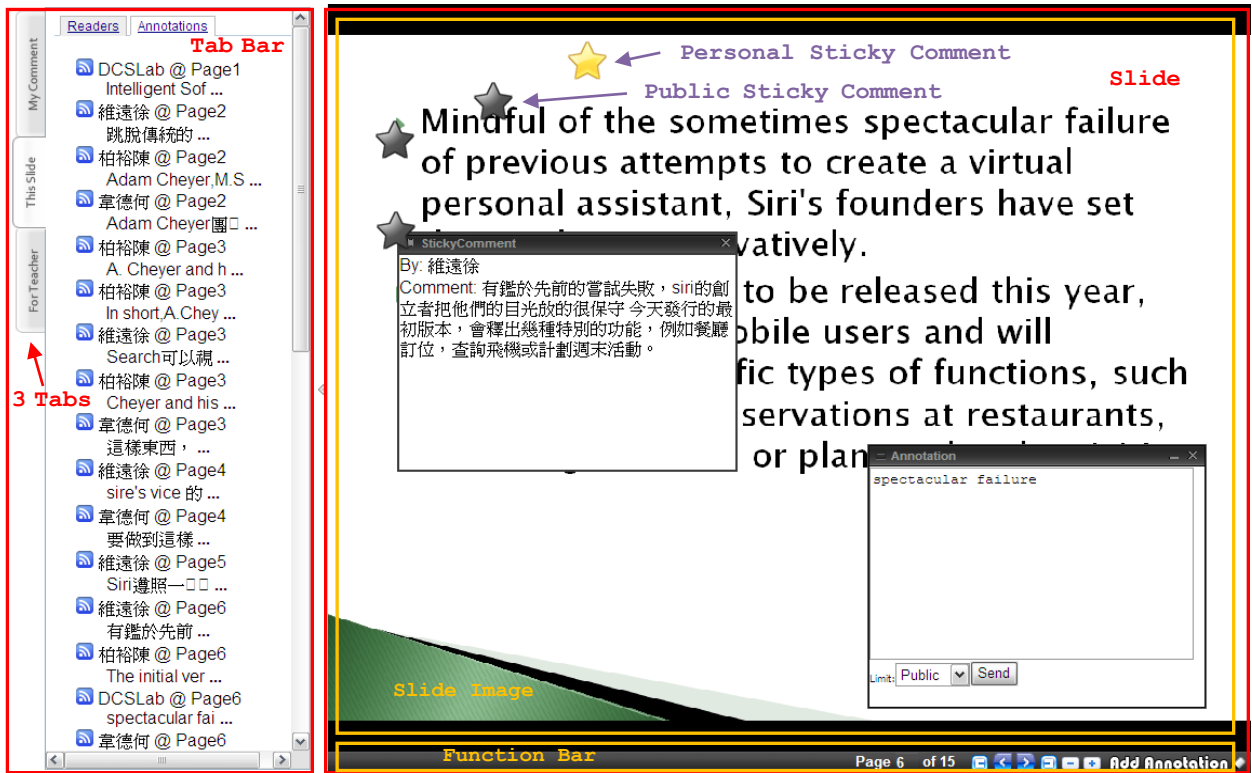 My Comment
This Slide
For Teacher
3 Tabs
Readers Annotations
Tab Bar
DCSLab @ Page1
Intelligent Sof ...
維遠徐 @ Page2
跳脫傳統的 ...
柏裕陳 @ Page2
Adam Cheyer,M.S ...
韋德何 @ Page2
Adam Cheyer團□ ...
柏裕陳 @ Page3
A. Cheyer and h ...
柏裕陳 @ Page3
In short,A.Chey ...
維遠徐 @ Page3
Search可以視 ...
柏裕陳 @ Page3
Cheyer and his ...
韋德何 @ Page3
這樣東西， ...
維遠徐 @ Page4
sire's vice 的 ...
韋德何 @ Page4
要做到這樣 ...
維遠徐 @ Page5
Siri遵照一□□ ...
維遠徐 @ Page6
有鑑於先前 ...
柏裕陳 @ Page6
The initial ver ...
DCSLab @ Page6
spectacular fai ...
韋德何 @ Page6
Personal Sticky Comment
Slide
Public Sticky Comment
Mindful of the sometimes spectacular failure
of previous attempts to create a virtual
personal assistant, Siri's founders have set
vatively.
to be released this year,
obile users and will
fic types of functions, such
servations at restaurants,
or plan
StickyComment
By: 維遠徐
Comment: 有鑑於先前的嘗試失敗，siri的創
立者把他們的目光放的很保守 今天發行的最
初版本，會釋出幾種特別的功能，例如餐廳
訂位，查詢飛機或計劃週末活動。
Annotation
spectacular failure
Limit: Public Send
Slide Image
Function Bar
Page 6 of 15 Add Annotation